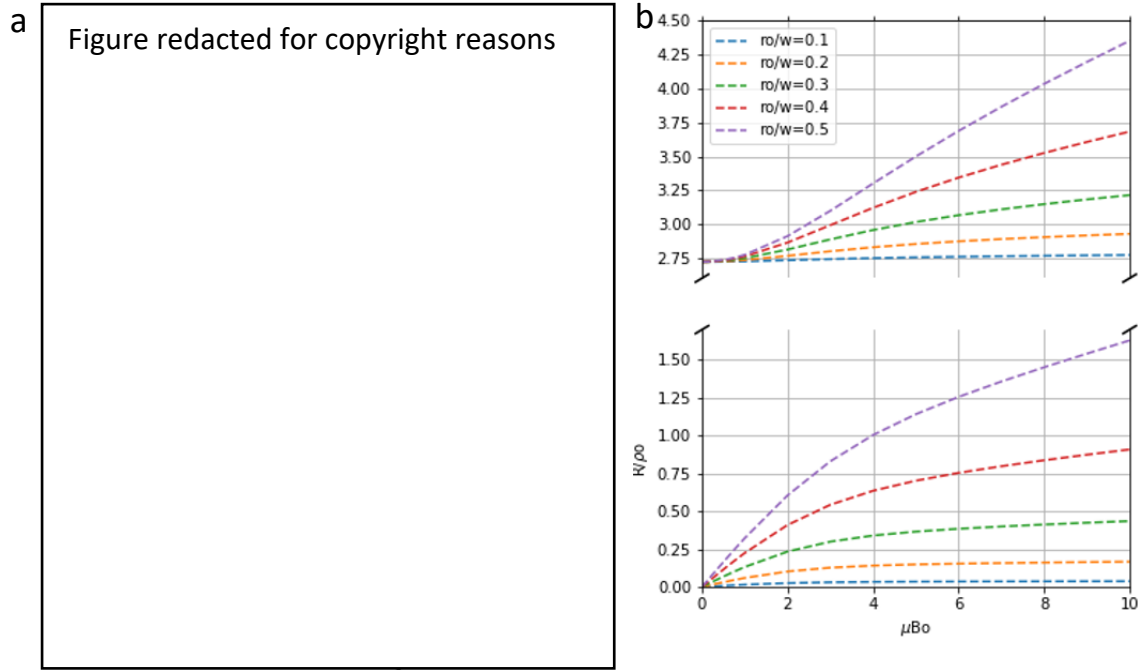 a
Figure redacted for copyright reasons
b
4.50
4.25
4.00
3.75
3.50
3.25
3.00
2.75
ro/w=0.1
ro/w=0.2
ro/w=0.3
ro/w=0.4
ro/w=0.5
1.50
1.25
1.00
0.75
0.50
0.25
0.00
R/ρo
0 2 4 6 8 10
μBo